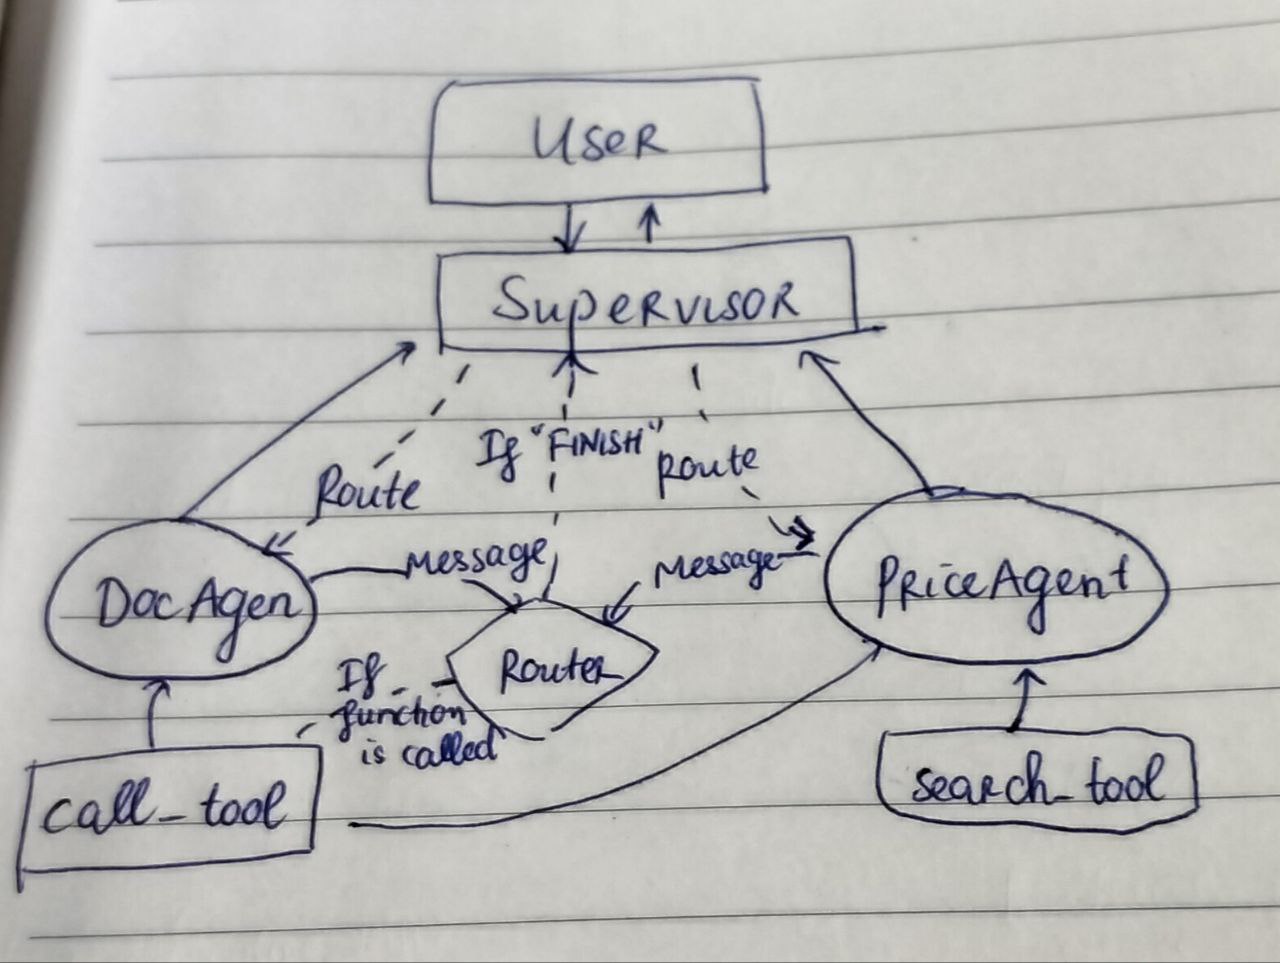 User
Supervisor
If "FINISH"
Route
Route
Message
Message
DocAgen
PriceAgent
Router
If
function
is called
call_tool
search_tool